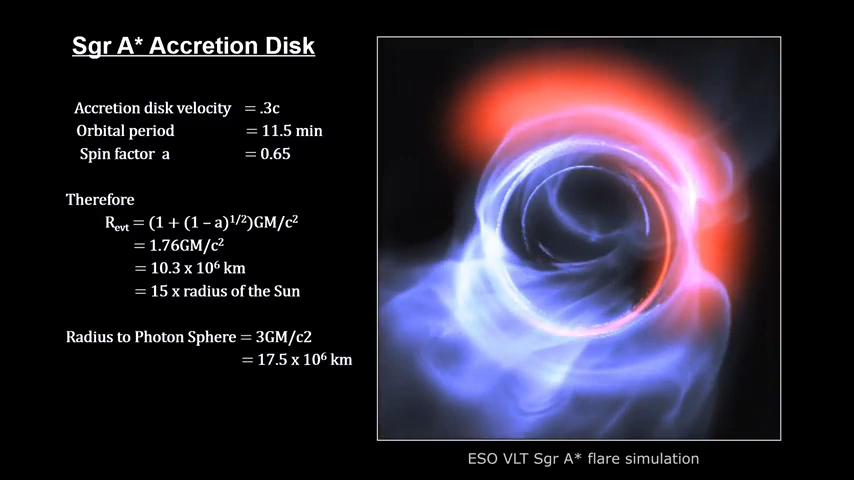 Sgr A* Accretion Disk
Accretion disk velocity = .3c
Orbital period = 11.5 min
Spin factor a = 0.65
Therefore
Rₑᵥₜ = (1 + (1 – a)¹ᐟ²)GM/c²
= 1.76GM/c²
= 10.3 x 10⁶ km
= 15 x radius of the Sun
Radius to Photon Sphere = 3GM/c2
= 17.5 x 10⁶ km
ESO VLT Sgr A* flare simulation